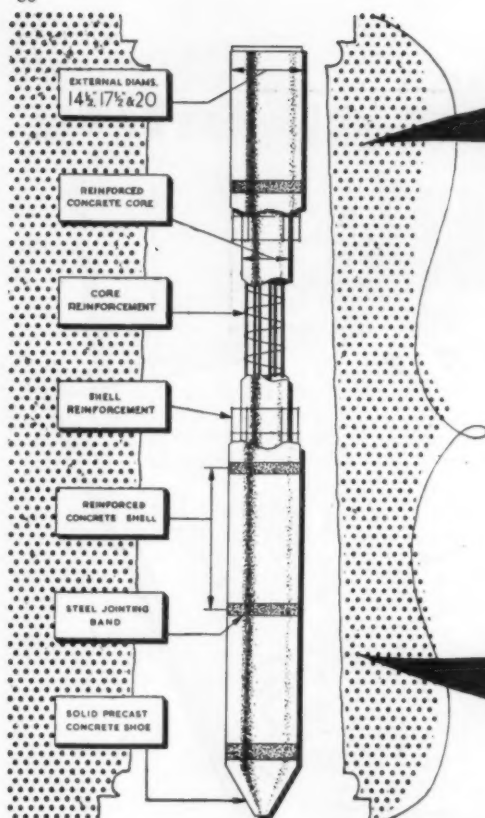 EXTERNAL DIAMS.
14½", 17½" & 20
REINFORCED
CONCRETE CORE
CORE
REINFORCEMENT
SHELL
REINFORCEMENT
REINFORCED
CONCRETE SHELL
STEEL JOINTING
BAND
SOLID PRECAST
CONCRETE SHOE